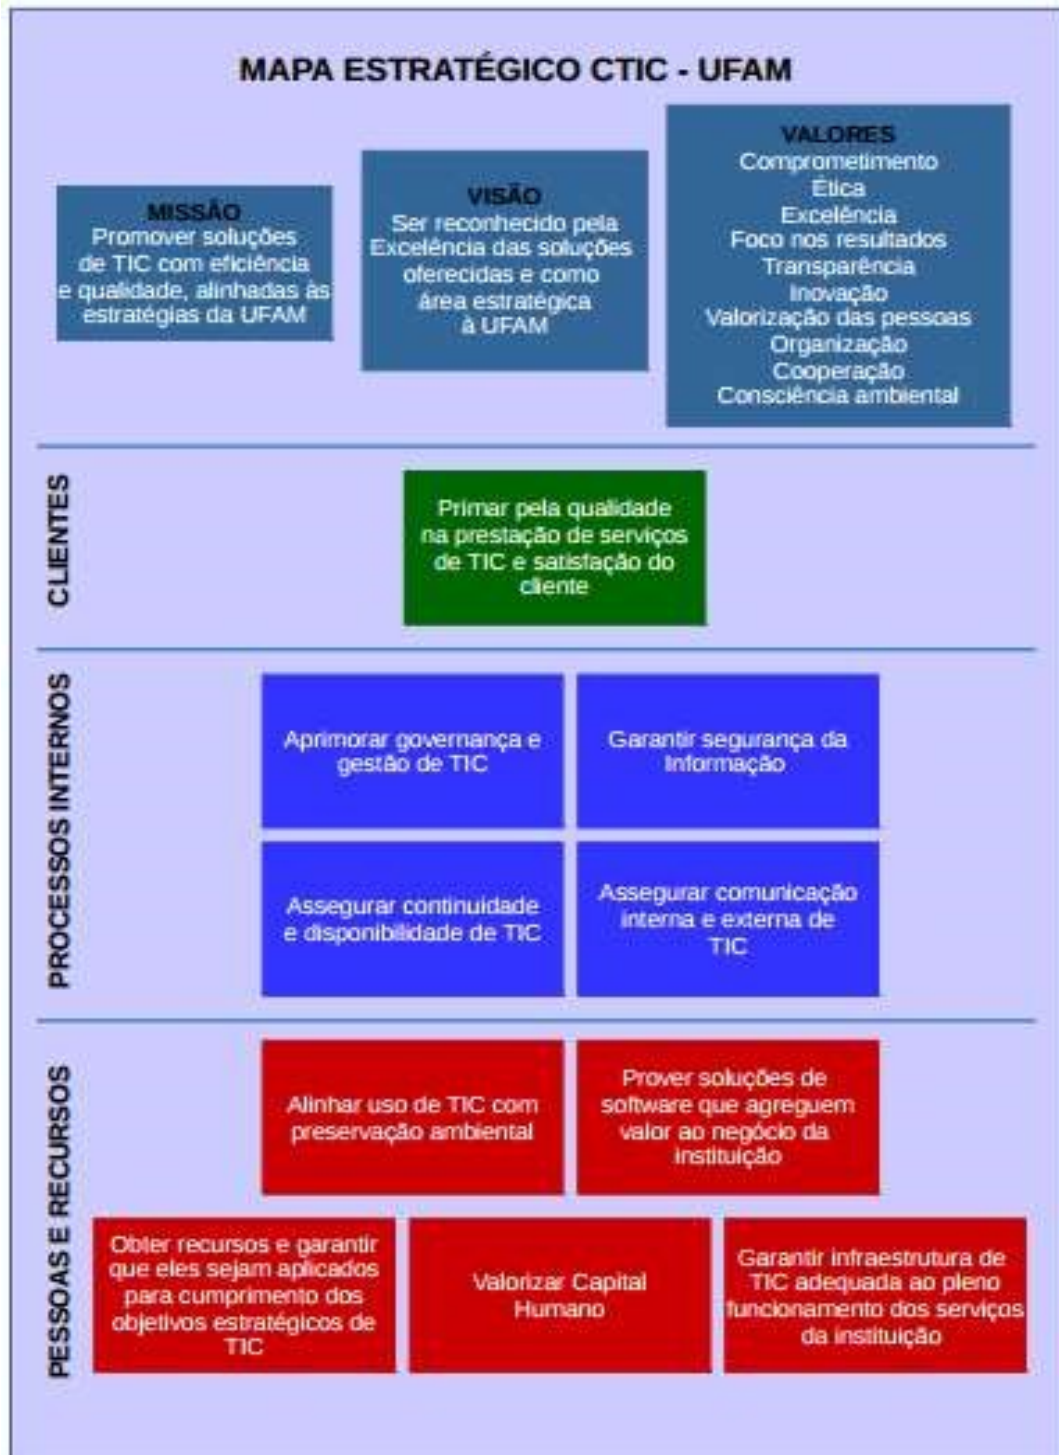 MAPA ESTRATÉGICO CTIC - UFAM
MISSÃO
Promover soluções
de TIC com eficiência
e qualidade, alinhadas às
estratégias da UFAM
VISÃO
Ser reconhecido pela
Excelência das soluções
oferecidas e como
área estratégica
à UFAM
VALORES
Comprometimento
Ética
Excelência
Foco nos resultados
Transparência
Inovação
Valorização das pessoas
Organização
Cooperação
Consciência ambiental
CLIENTES
Primar pela qualidade
na prestação de serviços
de TIC e satisfação do
cliente
PROCESSOS INTERNOS
Aprimorar governança e
gestão de TIC
Garantir segurança da
Informação
Assegurar continuidade
e disponibilidade de TIC
Assegurar comunicação
interna e externa de
TIC
PESSOAS E RECURSOS
Alinhar uso de TIC com
preservação ambiental
Prover soluções de
software que agreguem
valor ao negócio da
instituição
Obter recursos e garantir
que eles sejam aplicados
para cumprimento dos
objetivos estratégicos de
TIC
Valorizar Capital
Humano
Garantir infraestrutura de
TIC adequada ao pleno
funcionamento dos serviços
da instituição